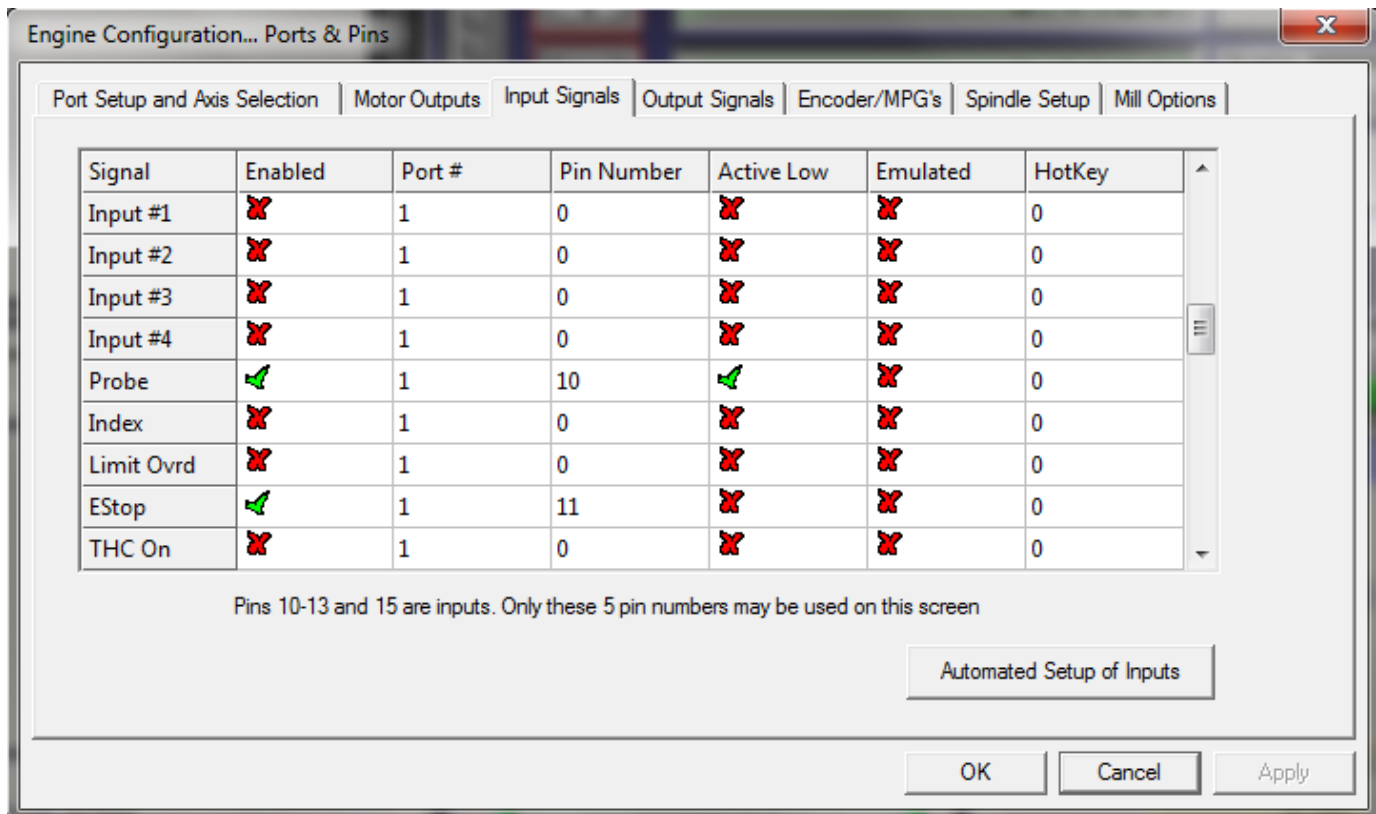 Engine Configuration... Ports & Pins
Port Setup and Axis Selection Motor Outputs Input Signals Output Signals Encoder/MPG's Spindle Setup Mill Options
Signal Enabled Port # Pin Number Active Low Emulated HotKey
Input #1 1 0 0
Input #2 1 0 0
Input #3 1 0 0
Input #4 1 0 0
Probe 1 10 0
Index 1 0 0
Limit Ovrd 1 0 0
EStop 1 11 0
THC On 1 0 0
Pins 10-13 and 15 are inputs. Only these 5 pin numbers may be used on this screen
Automated Setup of Inputs
OK Cancel Apply